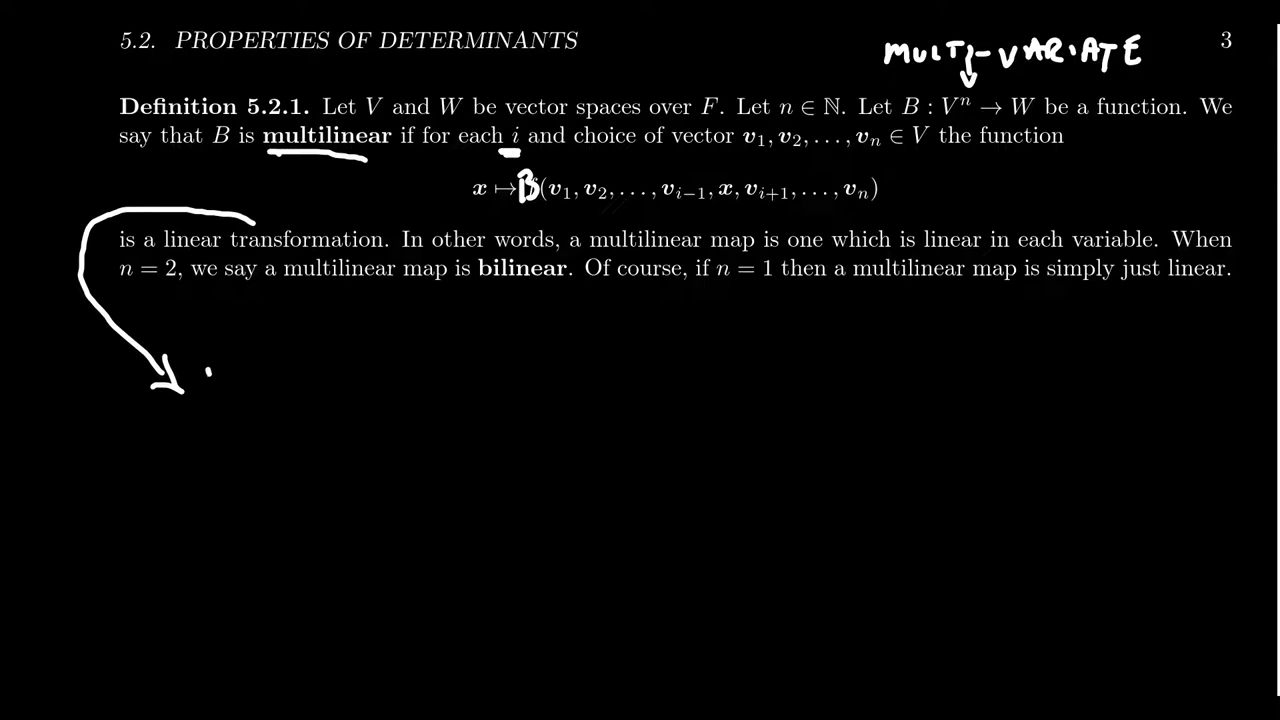 5.2. PROPERTIES OF DETERMINANTS 3
MULTI-VARIATE
Definition 5.2.1. Let V and W be vector spaces over F. Let n ∈ ℕ. Let B : Vⁿ → W be a function. We
say that B is multilinear if for each i and choice of vector v₁, v₂, . . . , vₙ ∈ V the function
x ↦ B(v₁, v₂, . . . , vᵢ₋₁, x, vᵢ₊₁, . . . , vₙ)
is a linear transformation. In other words, a multilinear map is one which is linear in each variable. When
n = 2, we say a multilinear map is bilinear. Of course, if n = 1 then a multilinear map is simply just linear.